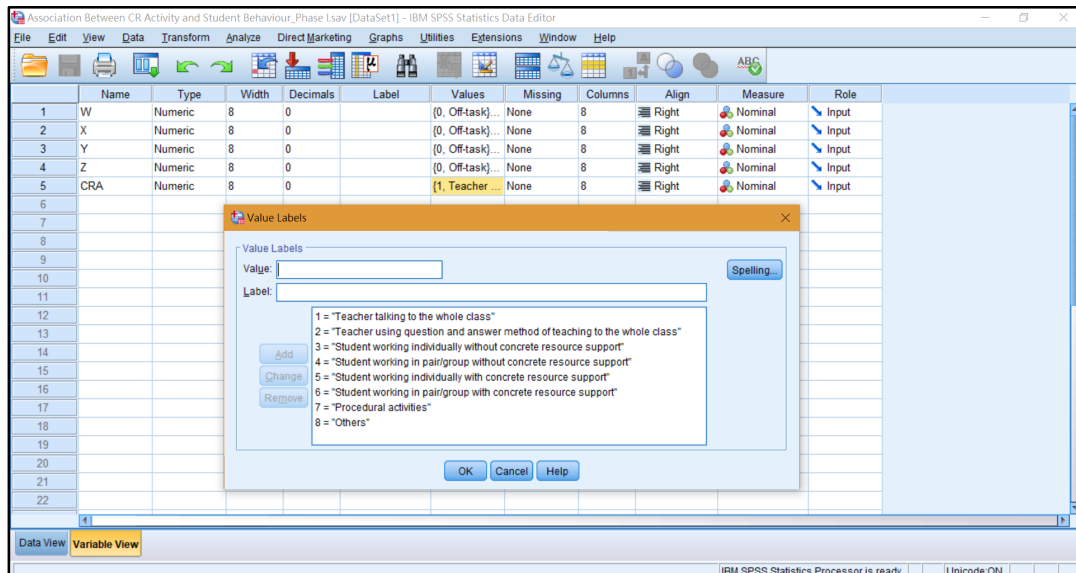 Association Between CR Activity and Student Behaviour_Phase I.sav [DataSet1] - IBM SPSS Statistics Data Editor
File Edit View Data Transform Analyze Direct Marketing Graphs Utilities Extensions Window Help
Name Type Width Decimals Label Values Missing Columns Align Measure Role
1 W Numeric 8 0 {0, Off-task}... None 8 Right Nominal Input
2 X Numeric 8 0 {0, Off-task}... None 8 Right Nominal Input
3 Y Numeric 8 0 {0, Off-task}... None 8 Right Nominal Input
4 Z Numeric 8 0 {0, Off-task}... None 8 Right Nominal Input
5 CRA Numeric 8 0 {1, Teacher ... None 8 Right Nominal Input
6
7
8
9
10
11
12
13
14
15
16
17
18
19
20
21
22
Value Labels
Value Labels
Value:
Spelling...
Label:
1 = "Teacher talking to the whole class"
2 = "Teacher using question and answer method of teaching to the whole class"
3 = "Student working individually without concrete resource support"
4 = "Student working in pair/group without concrete resource support"
5 = "Student working individually with concrete resource support"
6 = "Student working in pair/group with concrete resource support"
7 = "Procedural activities"
8 = "Others"
Add
Change
Remove
OK Cancel Help
Data View Variable View
IBM SPSS Statistics Processor is ready Unicode:ON